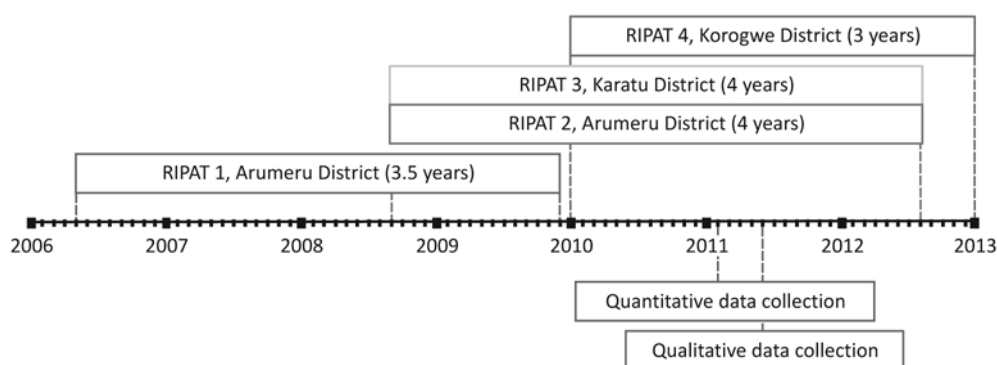 RIPAT 4, Korogwe District (3 years)
RIPAT 3, Karatu District (4 years)
RIPAT 2, Arumeru District (4 years)
RIPAT 1, Arumeru District (3.5 years)
2006 2007 2008 2009 2010 2011 2012 2013
Quantitative data collection
Qualitative data collection